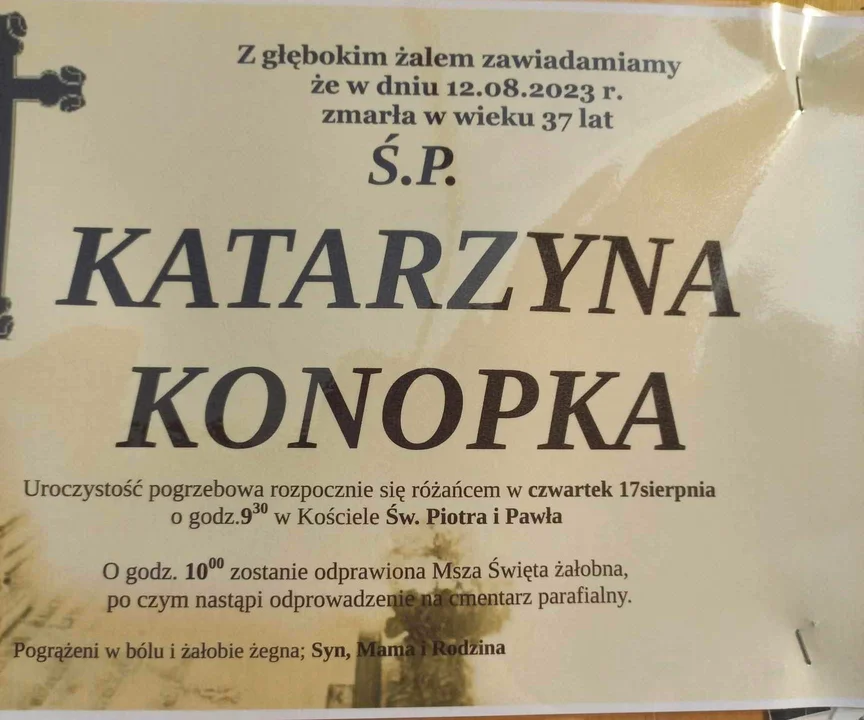 Z głębokim żalem zawiadamiamy
że w dniu 12.08.2023 r.
zmarła w wieku 37 lat
Ś.P.
KATARZYNA
KONOPKA
Uroczystość pogrzebowa rozpocznie się różańcem w czwartek 17sierpnia
o godz.9³⁰ w Kościele Św. Piotra i Pawła
O godz. 10⁰⁰ zostanie odprawiona Msza Święta żałobna,
po czym nastąpi odprowadzenie na cmentarz parafialny.
Pogrążeni w bólu i żałobie żegna; Syn, Mama i Rodzina